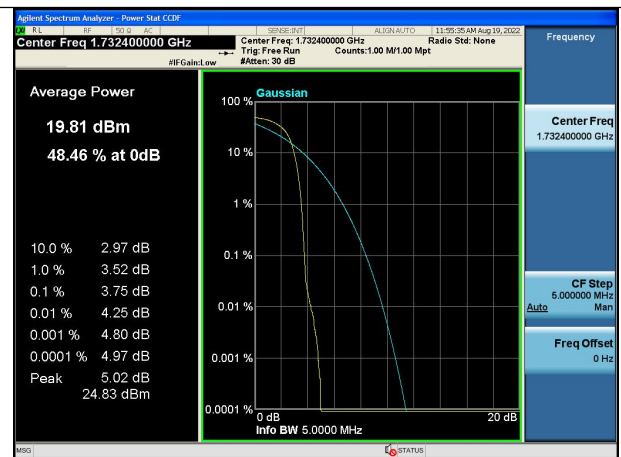 Agilent Spectrum Analyzer - Power Stat CCDF
RL RF 50 Ω AC SENSE:INT ALIGN AUTO 11:55:35 AM Aug 19, 2022
Center Freq 1.732400000 GHz
Center Freq: 1.732400000 GHz Radio Std: None
Trig: Free Run Counts:1.00 M/1.00 Mpt
#IFGain:Low #Atten: 30 dB
Frequency
Average Power
19.81 dBm
48.46 % at 0dB
10.0 % 2.97 dB
1.0 % 3.52 dB
0.1 % 3.75 dB
0.01 % 4.25 dB
0.001 % 4.80 dB
0.0001 % 4.97 dB
Peak 5.02 dB
24.83 dBm
Gaussian
100 %
10 %
1 %
0.1 %
0.01 %
0.001 %
0.0001 %
0 dB 20 dB
Info BW 5.0000 MHz
Center Freq
1.732400000 GHz
CF Step
5.000000 MHz
Auto Man
Freq Offset
0 Hz
MSG STATUS